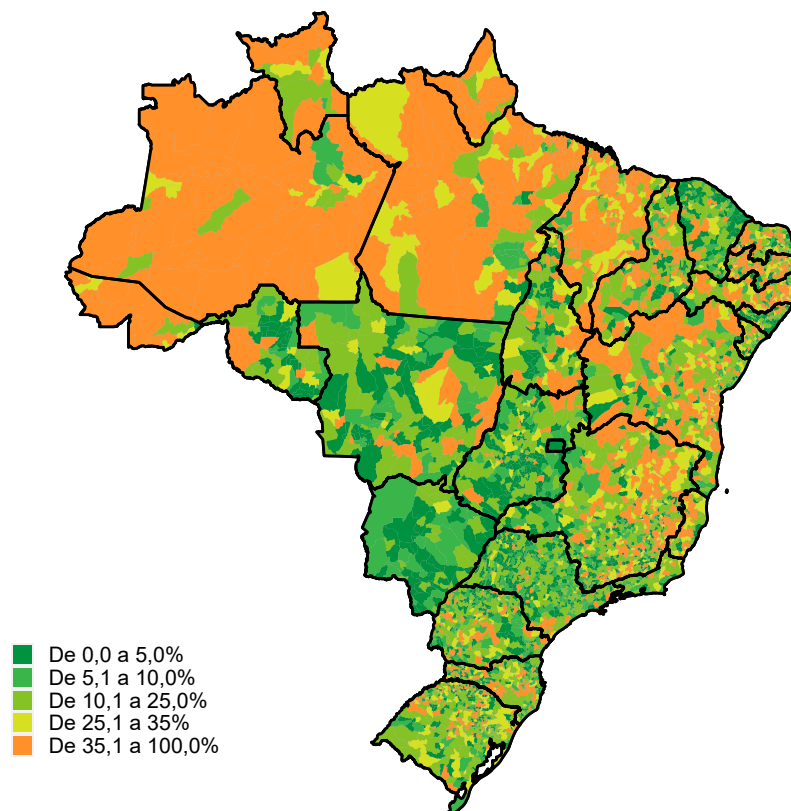 De 0,0 a 5,0%
De 5,1 a 10,0%
De 10,1 a 25,0%
De 25,1 a 35%
De 35,1 a 100,0%